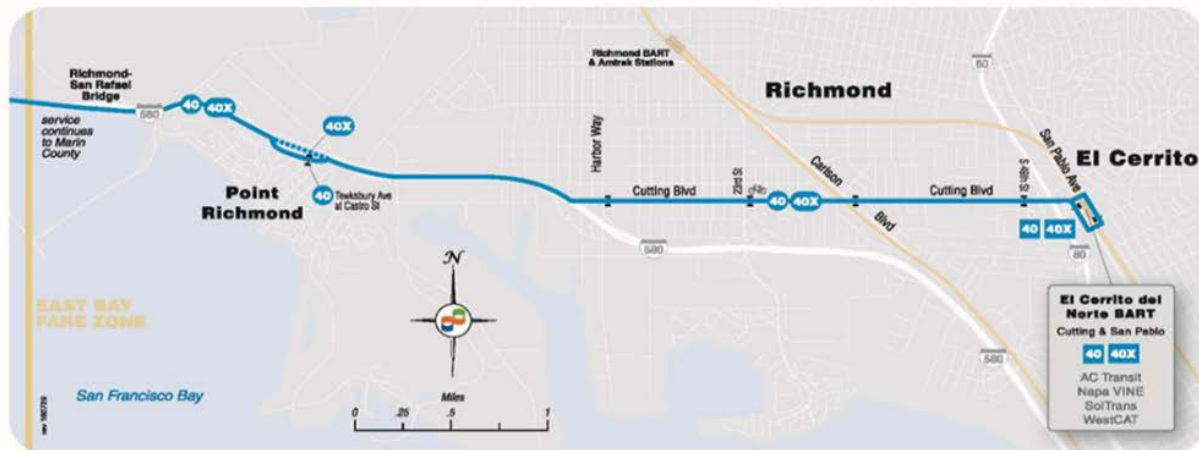 Richmond-
San Rafael
Bridge
580
40 40X
service
continues
to Marin
County
40X
Point
Richmond
40 Tewksbury Ave
at Castro St
Richmond BART
& Amtrak Stations
Richmond
80
San Pablo Ave
El Cerrito
Harbor Way
Cutting Blvd
23rd St
40 40X
Carlson
Blvd
Cutting Blvd
S 46th St
40 40X
80
580
580
N
EAST BAY
FARE ZONE
San Francisco Bay
Miles
0 .25 .5 1
El Cerrito del
Norte BART
Cutting & San Pablo
40 40X
AC Transit
Napa VINE
SolTrans
WestCAT